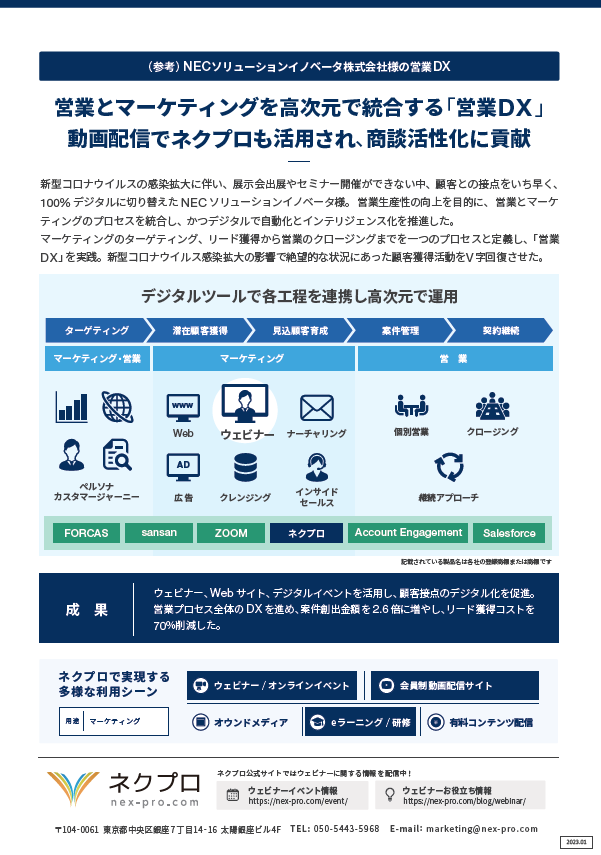 （参考）NECソリューションイノベータ株式会社様の営業DX
営業とマーケティングを高次元で統合する「営業DX」
動画配信でネクプロも活用され、商談活性化に貢献
新型コロナウイルスの感染拡大に伴い、展示会出展やセミナー開催ができない中、顧客との接点をいち早く、
100% デジタルに切り替えた NEC ソリューションイノベータ様。営業生産性の向上を目的に、営業とマーケ
ティングのプロセスを統合し、かつデジタルで自動化とインテリジェンス化を推進した。
マーケティングのターゲティング、リード獲得から営業のクロージングまでを一つのプロセスと定義し、「営業
DX」を実践。新型コロナウイルス感染拡大の影響で絶望的な状況にあった顧客獲得活動をV字回復させた。
デジタルツールで各工程を連携し高次元で運用
ターゲティング 潜在顧客獲得 見込顧客育成 案件管理 契約継続
マーケティング・営業 マーケティング 営 業
www
Web ウェビナー ナーチャリング 個別営業 クロージング
AD
ペルソナ
カスタマージャーニー
広告 クレンジング インサイド
セールス
継続アプローチ
FORCAS sansan ZOOM ネクプロ Account Engagement Salesforce
記載されている製品名は各社の登録商標または商標です
成 果
ウェビナー、Web サイト、デジタルイベントを活用し、顧客接点のデジタル化を促進。
営業プロセス全体の DX を進め、案件創出金額を 2.6 倍に増やし、リード獲得コストを
70%削減した。
ネクプロで実現する
多様な利用シーン
用途 マーケティング
ウェビナー / オンラインイベント 会員制動画配信サイト
オウンドメディア eラーニング / 研修 有料コンテンツ配信
ネクプロ
nex-pro.com
ネクプロ公式サイトではウェビナーに関する情報を配信中！
ウェビナーイベント情報
https://nex-pro.com/event/
ウェビナーお役立ち情報
https://nex-pro.com/blog/webinar/
〒104-0061 東京都中央区銀座7丁目14-16 太陽銀座ビル4F TEL: 050-5443-5968 E-mail: marketing@nex-pro.com
2023.01